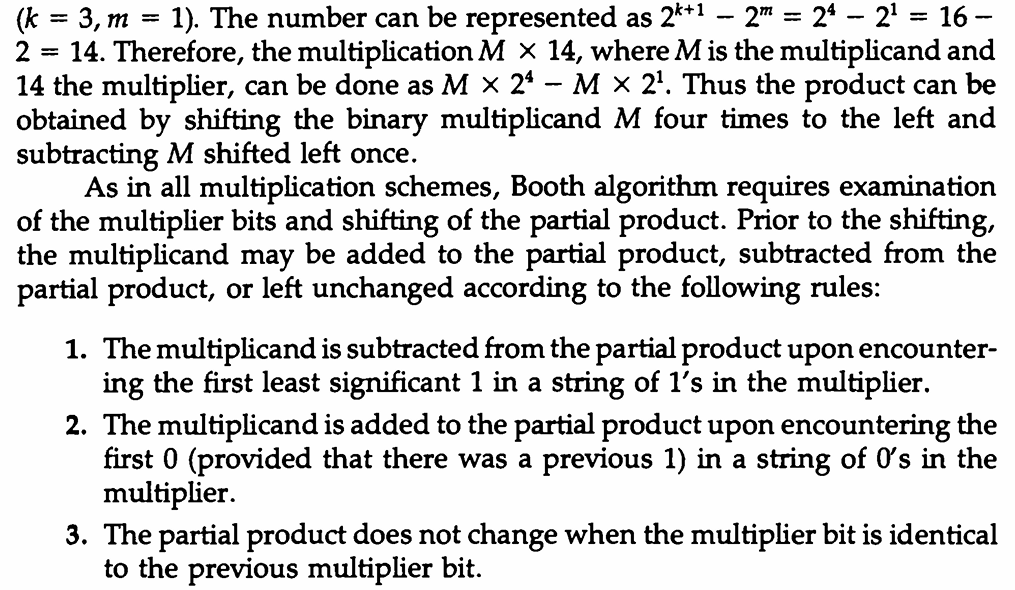 (k = 3, m = 1). The number can be represented as 2^{k+1} − 2^m = 2^4 − 2^1 = 16 −
2 = 14. Therefore, the multiplication M × 14, where M is the multiplicand and
14 the multiplier, can be done as M × 2^4 − M × 2^1. Thus the product can be
obtained by shifting the binary multiplicand M four times to the left and
subtracting M shifted left once.
As in all multiplication schemes, Booth algorithm requires examination
of the multiplier bits and shifting of the partial product. Prior to the shifting,
the multiplicand may be added to the partial product, subtracted from the
partial product, or left unchanged according to the following rules:
1. The multiplicand is subtracted from the partial product upon encounter-
ing the first least significant 1 in a string of 1's in the multiplier.
2. The multiplicand is added to the partial product upon encountering the
first 0 (provided that there was a previous 1) in a string of 0's in the
multiplier.
3. The partial product does not change when the multiplier bit is identical
to the previous multiplier bit.